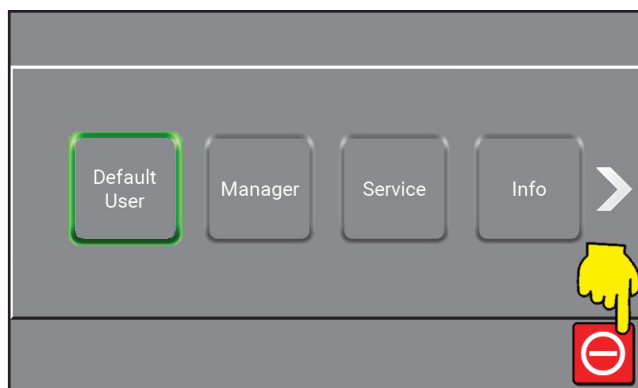 Default
User
Manager
Service
Info